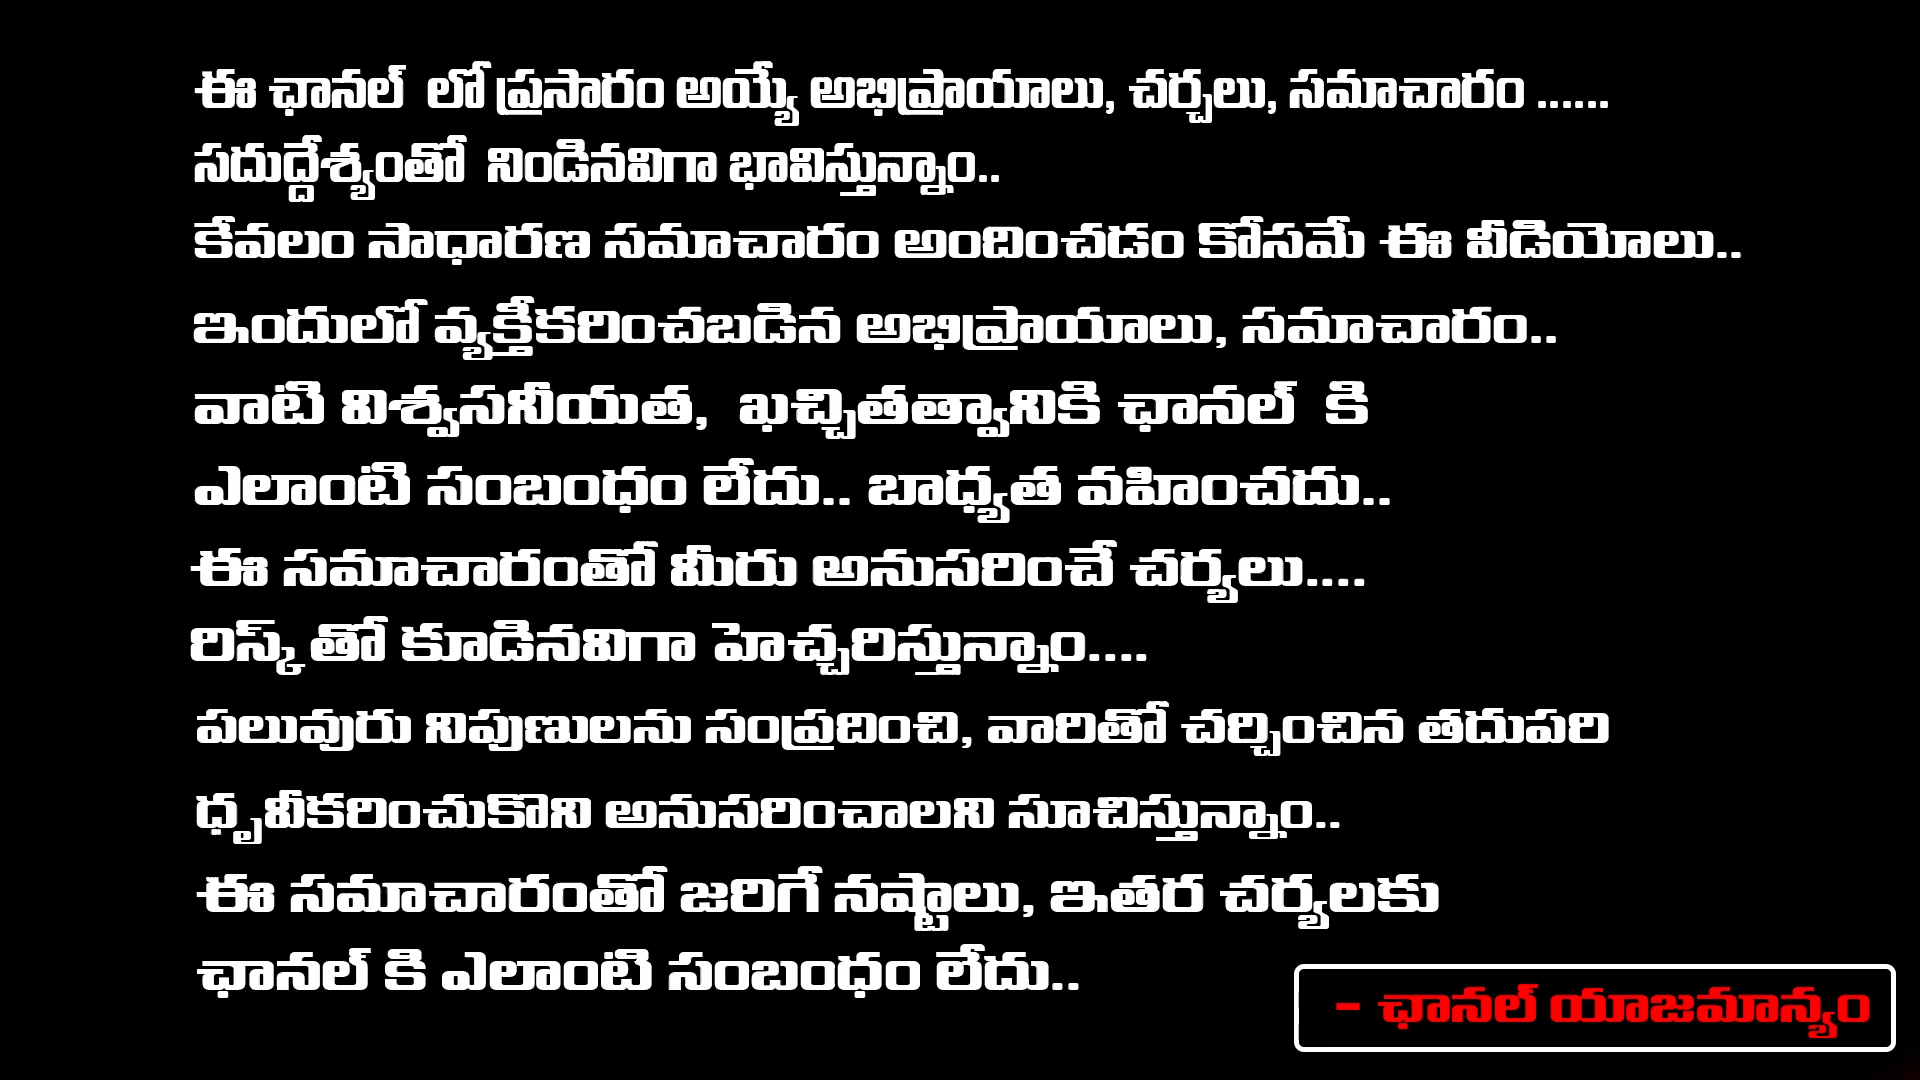 ఈ ఛానల్ లో ప్రసారం అయ్యే అభిప్రాయాలు, చర్చలు, సమాచారం ......
సదుద్దేశ్యంతో నిండినవిగా భావిస్తున్నాం..
కేవలం సాధారణ సమాచారం అందించడం కోసమే ఈ వీడియోలు..
ఇందులో వ్యక్తీకరించబడిన అభిప్రాయాలు, సమాచారం..
వాటి విశ్వసనీయత, ఖచ్చితత్వానికి ఛానల్ కి
ఎలాంటి సంబంధం లేదు.. బాధ్యత వహించదు..
ఈ సమాచారంతో మీరు అనుసరించే చర్యలు....
రిస్క్ తో కూడినవిగా హెచ్చరిస్తున్నాం....
పలువురు నిపుణులను సంప్రదించి, వారితో చర్చించిన తదుపరి
ధృవీకరించుకొని అనుసరించాలని సూచిస్తున్నాం..
ఈ సమాచారంతో జరిగే నష్టాలు, ఇతర చర్యలకు
ఛానల్ కి ఎలాంటి సంబంధం లేదు..
- ఛానల్ యాజమాన్యం